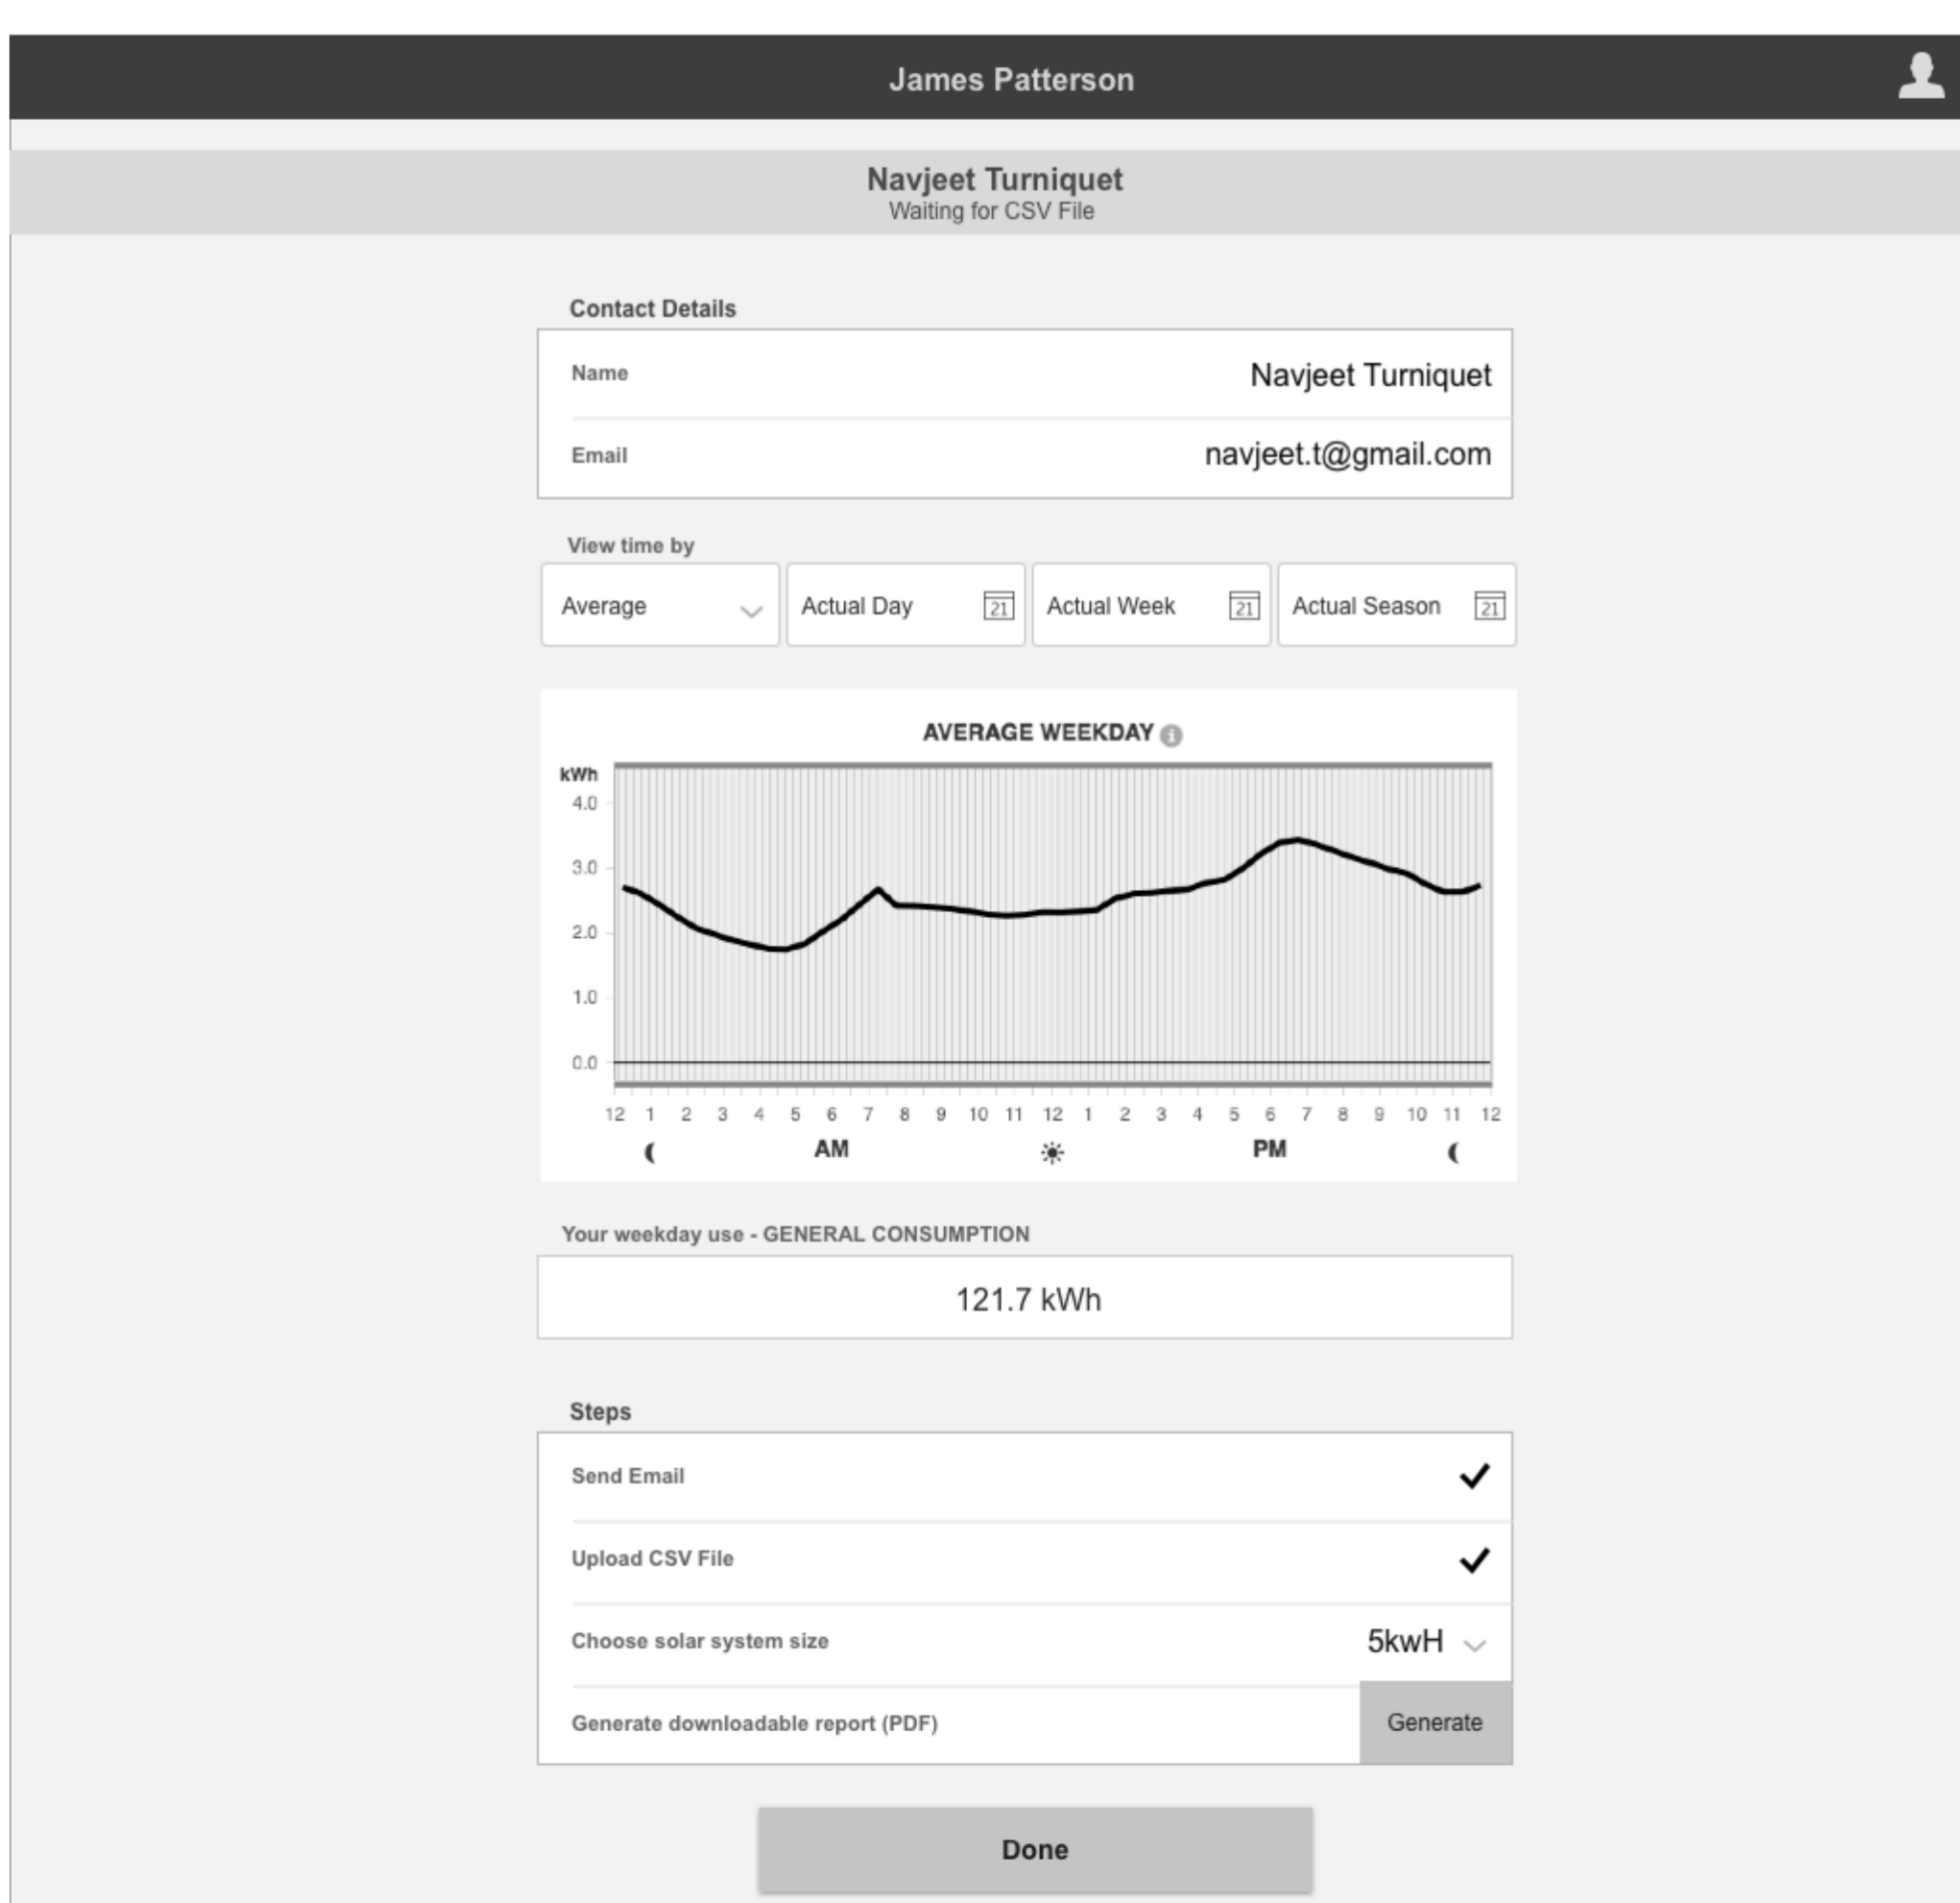 James Patterson
Navjeet Turniquet
Waiting for CSV File
Contact Details
Name Navjeet Turniquet
Email navjeet.t@gmail.com
View time by
Average Actual Day 21 Actual Week 21 Actual Season 21
AVERAGE WEEKDAY i
kWh
4.0
3.0
2.0
1.0
0.0
12 1 2 3 4 5 6 7 8 9 10 11 12 1 2 3 4 5 6 7 8 9 10 11 12
AM PM
Your weekday use - GENERAL CONSUMPTION
121.7 kWh
Steps
Send Email
Upload CSV File
Choose solar system size 5kwH
Generate downloadable report (PDF) Generate
Done